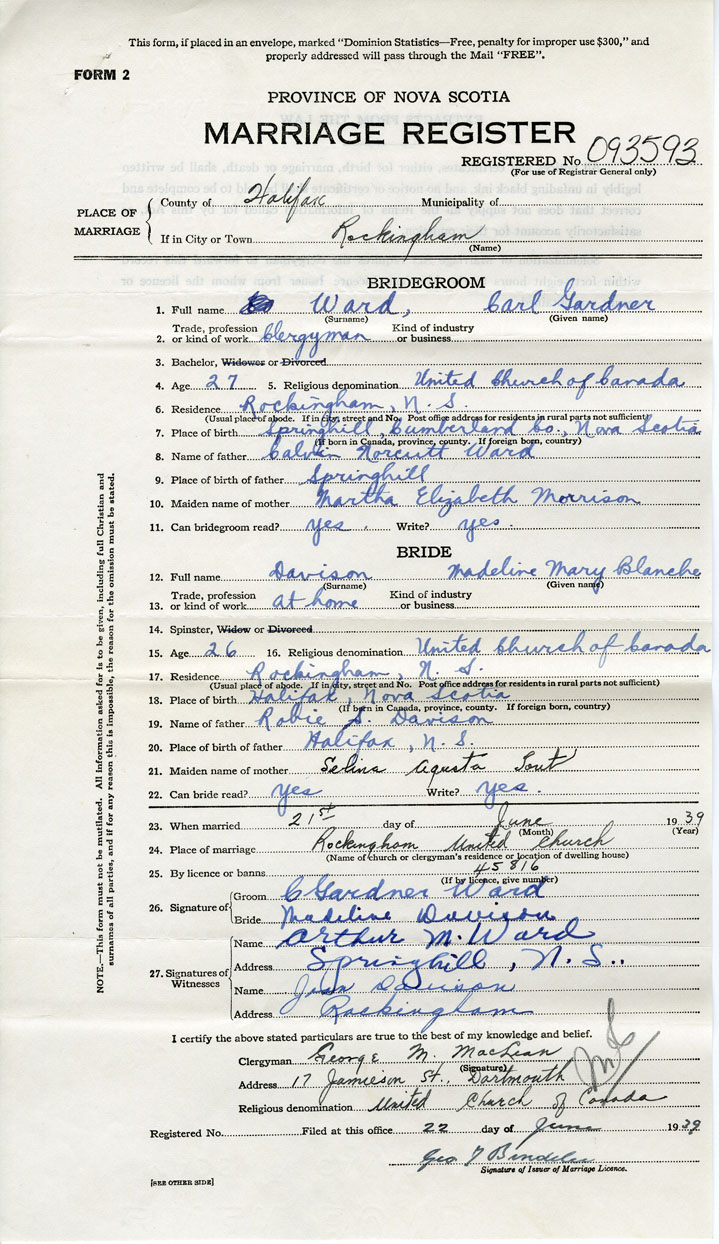 This form, if placed in an envelope, marked "Dominion Statistics—Free, penalty for improper use $300," and
properly addressed will pass through the Mail "FREE".
FORM 2
PROVINCE OF NOVA SCOTIA
MARRIAGE REGISTER
REGISTERED No. 093593
(For use of Registrar General only)
PLACE OF MARRIAGE
County of Halifax Municipality of
If in City or Town Rockingham
(Name)
BRIDEGROOM
1. Full name Ward, Carl Gardner
(Surname) (Given name)
2. Trade, profession or kind of work Clergyman Kind of industry or business
3. Bachelor, Widower or Divorced
4. Age 27 5. Religious denomination United Church of Canada
6. Residence Rockingham, N. S.
(Usual place of abode. If in city, street and No. Post office address for residents in rural parts not sufficient)
7. Place of birth Springhill, Cumberland Co., Nova Scotia
(If born in Canada, province, county. If foreign born, country)
8. Name of father Calvin Norcutt Ward
9. Place of birth of father Springhill
10. Maiden name of mother Martha Elizabeth Morrison
11. Can bridegroom read? yes Write? yes.
BRIDE
12. Full name Davison Madeline Mary Blanche
(Surname) (Given name)
13. Trade, profession or kind of work at home Kind of industry or business
14. Spinster, Widow or Divorced
15. Age 26 16. Religious denomination United Church of Canada
17. Residence Rockingham, N. S.
(Usual place of abode. If in city, street and No. Post office address for residents in rural parts not sufficient)
18. Place of birth Halifax, Nova Scotia
(If born in Canada, province, county. If foreign born, country)
19. Name of father Robie S. Davison
20. Place of birth of father Halifax, N. S.
21. Maiden name of mother Selina Agusta
22. Can bride read? yes Write? yes.
23. When married 21st day of June 1939
(Month) (Year)
24. Place of marriage Rockingham United Church
(Name of church or clergyman's residence or location of dwelling house)
25. By licence or banns 45816
(If by licence, give number)
26. Signature of
Groom C Gardner Ward
Bride Madeline Davison
27. Signatures of Witnesses
Name Arthur M. Ward
Address Springhill, N. S..
Name Jean Davison
Address Rockingham
I certify the above stated particulars are true to the best of my knowledge and belief.
Clergyman George M. MacLean
(Signature)
Address 17 Jamieson St., Dartmouth
Religious denomination United Church of Canada
Registered No. Filed at this office 22 day of June 1939
Geo
Signature of Issuer of Marriage Licence.
[SEE OTHER SIDE]
NOTE.—This form must not be mutilated. All information asked for is to be given, including full Christian and
surnames of all parties, and if for any reason this is impossible, the reason for the omission must be stated.